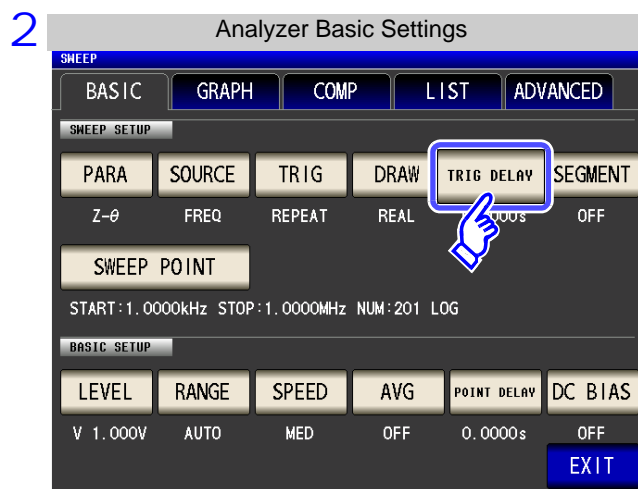 2 Analyzer Basic Settings
SWEEP
BASIC GRAPH COMP LIST ADVANCED
SWEEP SETUP
PARA SOURCE TRIG DRAW TRIG DELAY SEGMENT
Z-θ FREQ REPEAT REAL 000s OFF
SWEEP POINT
START:1.0000kHz STOP:1.0000MHz NUM:201 LOG
BASIC SETUP
LEVEL RANGE SPEED AVG POINT DELAY DC BIAS
V 1.000V AUTO MED OFF 0.0000s OFF
EXIT